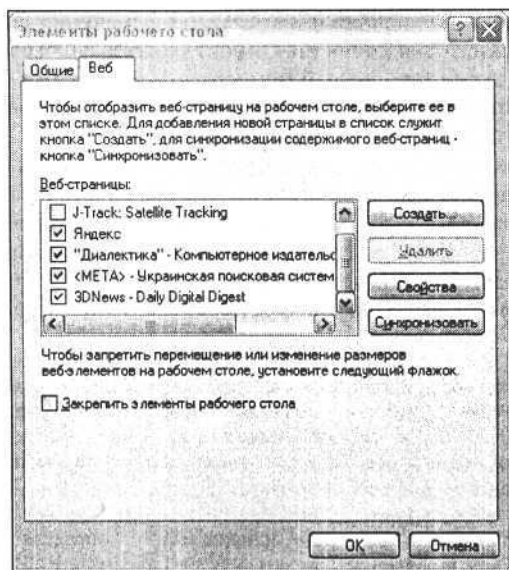 Элементы рабочего стола
Общие Веб
Чтобы отобразить веб-страницу на рабочем столе, выберите ее в
этом списке. Для добавления новой страницы в список служит
кнопка "Создать", для синхронизации содержимого веб-страниц -
кнопка "Синхронизовать".
Веб-страницы:
J-Track: Satellite Tracking
Яндекс
"Диалектика" - Компьютерное издательс
<META> - Украинская поисковая систем
3DNews - Daily Digital Digest
Создать...
Удалить
Свойства
Синхронизовать
Чтобы запретить перемещение или изменение размеров
веб-элементов на рабочем столе, установите следующий флажок.
Закрепить элементы рабочего стола
OK Отмена